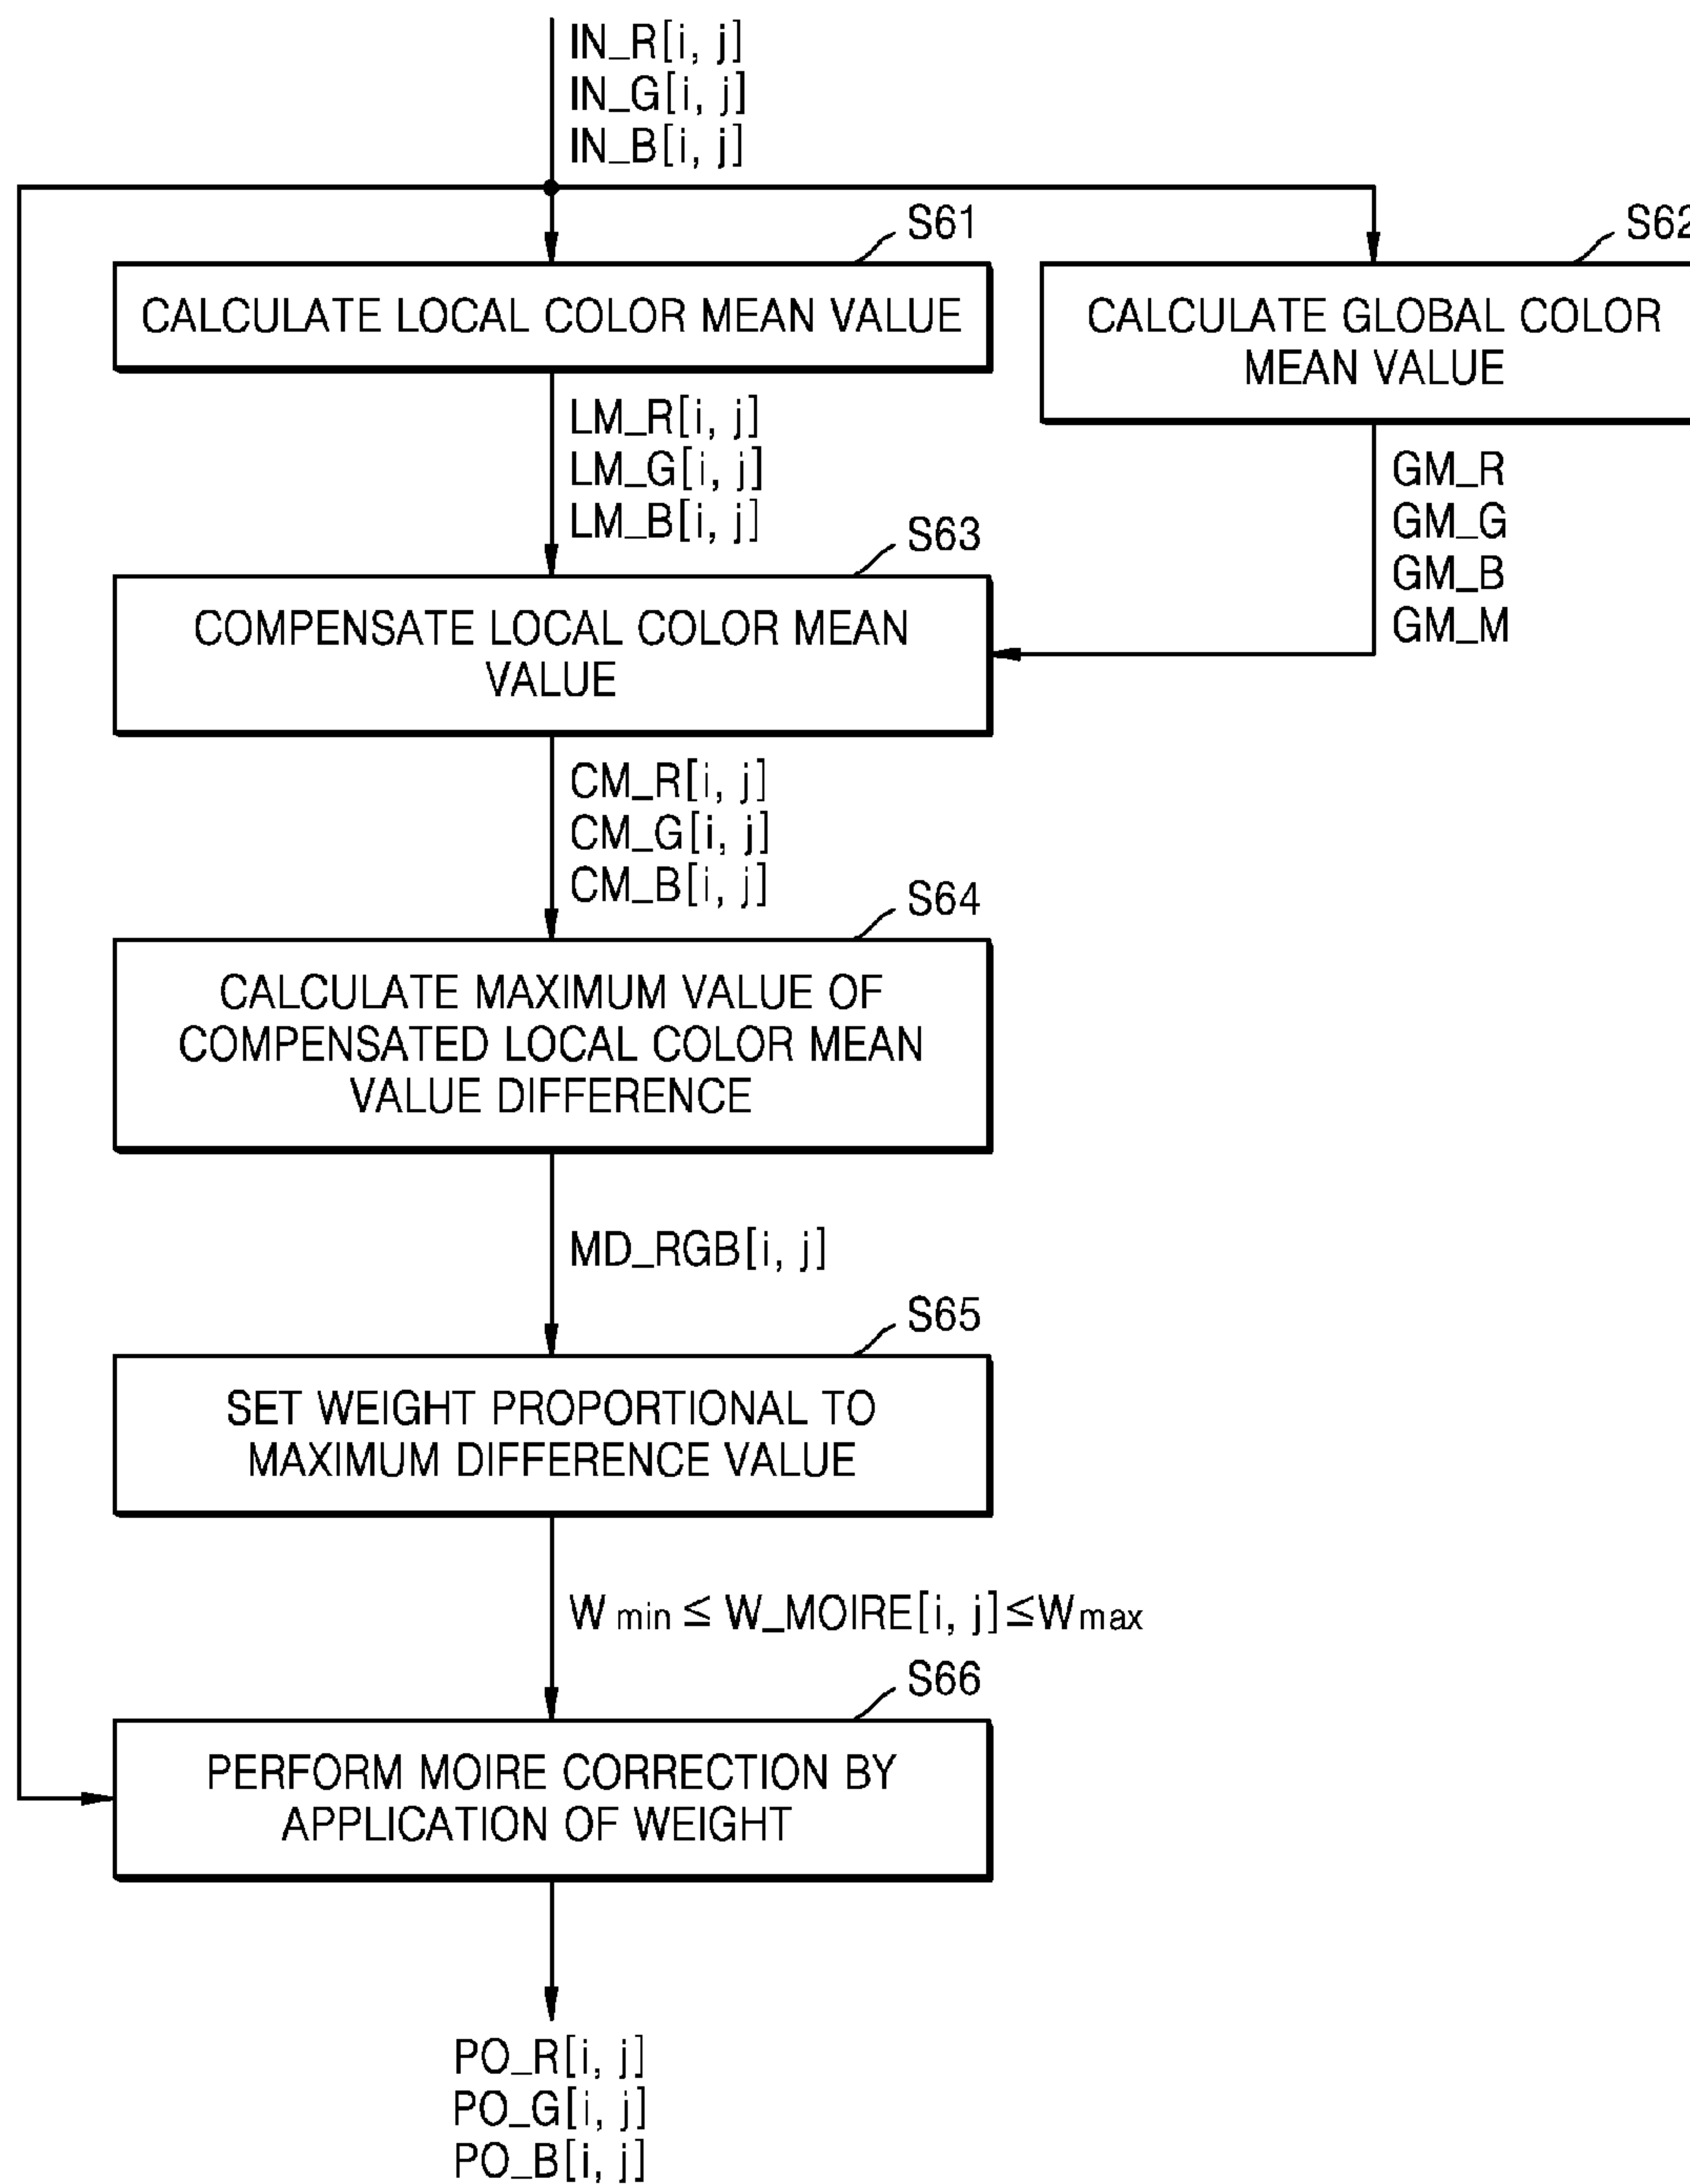 IN_R[i, j]
IN_G[i, j]
IN_B[i, j]
S61
CALCULATE LOCAL COLOR MEAN VALUE
S62
CALCULATE GLOBAL COLOR
MEAN VALUE
LM_R[i, j]
LM_G[i, j]
LM_B[i, j]
GM_R
GM_G
GM_B
GM_M
S63
COMPENSATE LOCAL COLOR MEAN
VALUE
CM_R[i, j]
CM_G[i, j]
CM_B[i, j]
S64
CALCULATE MAXIMUM VALUE OF
COMPENSATED LOCAL COLOR MEAN
VALUE DIFFERENCE
MD_RGB[i, j]
S65
SET WEIGHT PROPORTIONAL TO
MAXIMUM DIFFERENCE VALUE
Wmin ≤ W_MOIRE[i, j]≤Wmax
S66
PERFORM MOIRE CORRECTION BY
APPLICATION OF WEIGHT
PO_R[i, j]
PO_G[i, j]
PO_B[i, j]